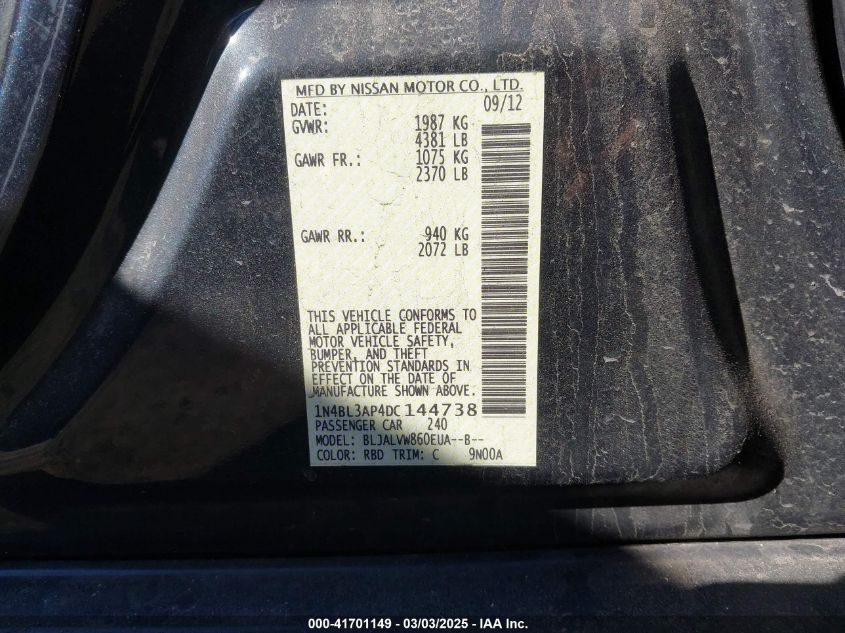 MFD BY NISSAN MOTOR CO., LTD.
DATE: 09/12
GVWR: 1987 KG
4381 LB
GAWR FR.: 1075 KG
2370 LB
GAWR RR.: 940 KG
2072 LB
THIS VEHICLE CONFORMS TO
ALL APPLICABLE FEDERAL
MOTOR VEHICLE SAFETY,
BUMPER, AND THEFT
PREVENTION STANDARDS IN
EFFECT ON THE DATE OF
MANUFACTURE SHOWN ABOVE.
1N4BL3AP4DC144738
PASSENGER CAR 240
MODEL: BLJALVW860EUA--B--
COLOR: RBD TRIM: C 9N00A
000-41701149 - 03/03/2025 - IAA Inc.